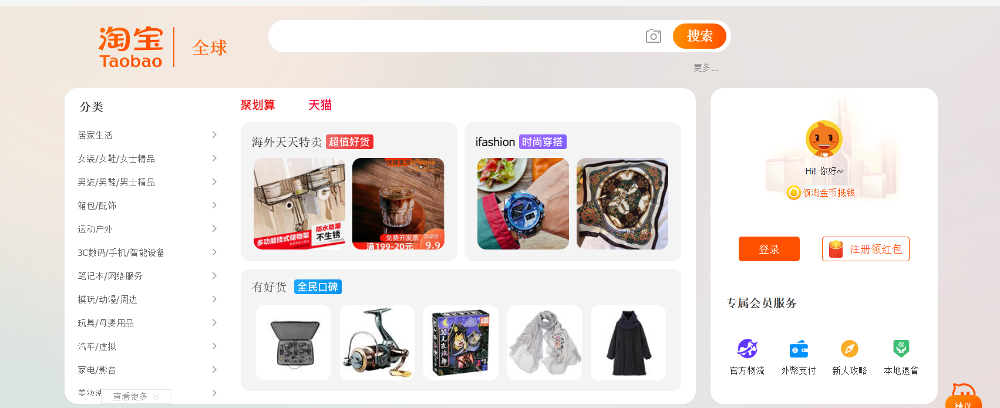 淘宝
Taobao
全球
搜索
更多...
分类
居家生活
女装/女鞋/女士精品
男装/男鞋/男士精品
箱包/配饰
运动户外
3C数码/手机/智能设备
笔记本/网络服务
模玩/动漫/周边
玩具/母婴用品
汽车/虚拟
家电/影音
美妆洗
查看更多
聚划算
天猫
海外天天特卖 超值好货
防水防潮
不生锈
多功能挂式储物架
快速发货
免费开发票
满199-20元
活动价:
9.9
ifashion 时尚穿搭
有好货 全民口碑
犯人在跳舞
Hi! 你好~
领淘金币抵钱
登录
注册领红包
专属会员服务
保
官方物流
外幣支付
新人攻略
本地退货
精选